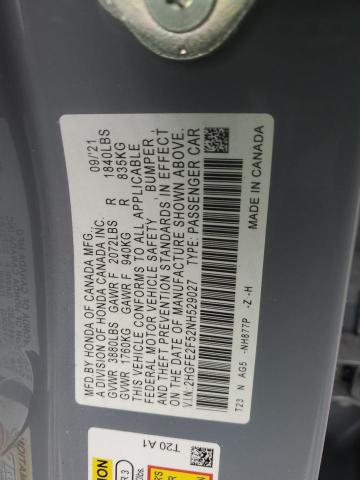 MFD. BY HONDA OF CANADA MFG. 09/21
A DIVISION OF HONDA CANADA INC.
GVWR 3880LBS GAWR F 2072LBS R 1840LBS
GVWR 1760KG GAWR F 940KG R 835KG
THIS VEHICLE CONFORMS TO ALL APPLICABLE
FEDERAL MOTOR VEHICLE SAFETY, BUMPER,
AND THEFT PREVENTION STANDARDS IN EFFECT
ON THE DATE OF MANUFACTURE SHOWN ABOVE.
V.I.N: 2HGFE2F52NH529027 TYPE: PASSENGER CAR
T23 N AG5 -NH877P -Z -H MADE IN CANADA
T20 A1